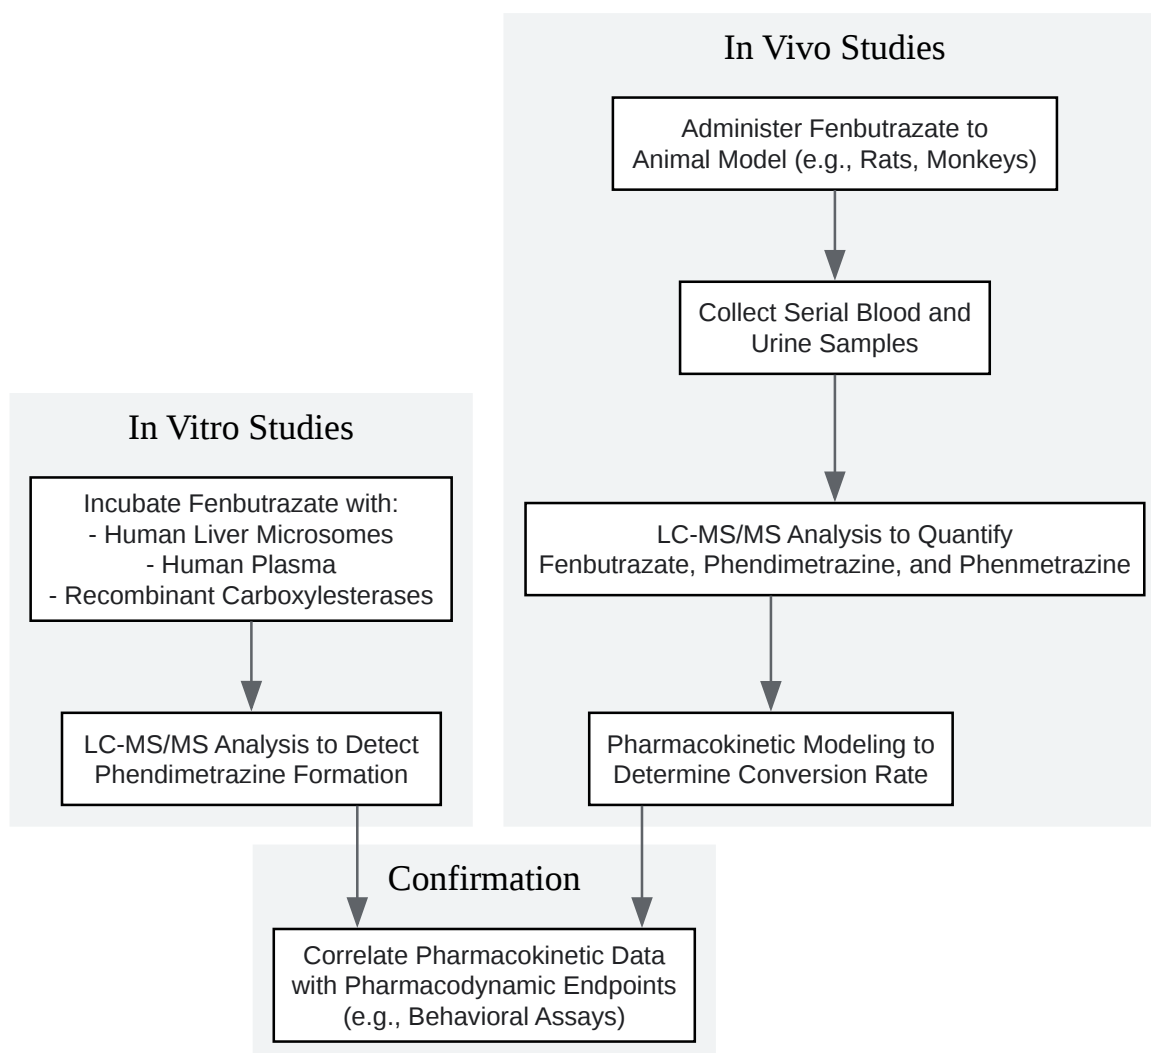 In Vivo Studies
Administer Fenbutrazate to
Animal Model (e.g., Rats, Monkeys)
Collect Serial Blood and
Urine Samples
LC-MS/MS Analysis to Quantify
Fenbutrazate, Phendimetrazine, and Phenmetrazine
Pharmacokinetic Modeling to
Determine Conversion Rate
In Vitro Studies
Incubate Fenbutrazate with:
- Human Liver Microsomes
- Human Plasma
- Recombinant Carboxylesterases
LC-MS/MS Analysis to Detect
Phendimetrazine Formation
Confirmation
Correlate Pharmacokinetic Data
with Pharmacodynamic Endpoints
(e.g., Behavioral Assays)